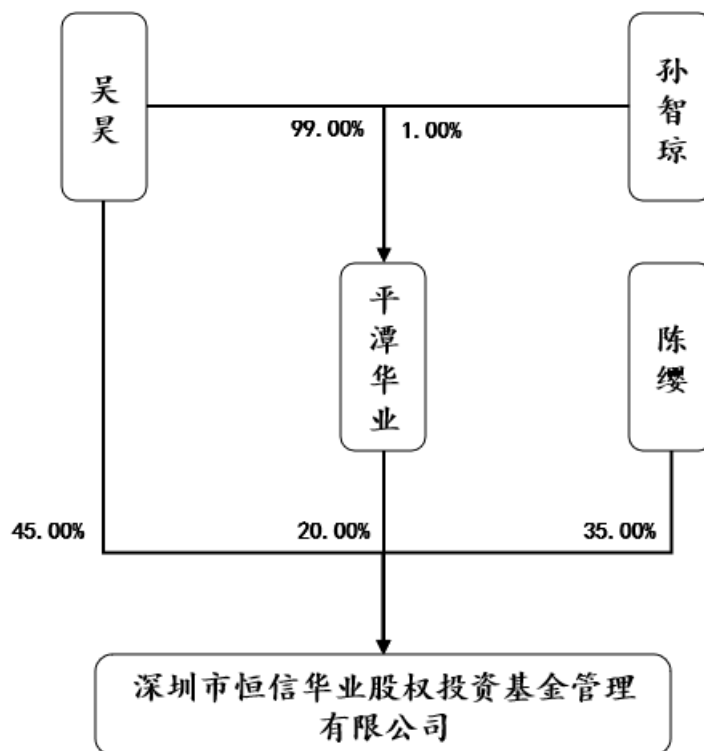 吴昊
孙智琼
99.00%
1.00%
平潭华业
陈缨
45.00%
20.00%
35.00%
深圳市恒信华业股权投资基金管理
有限公司